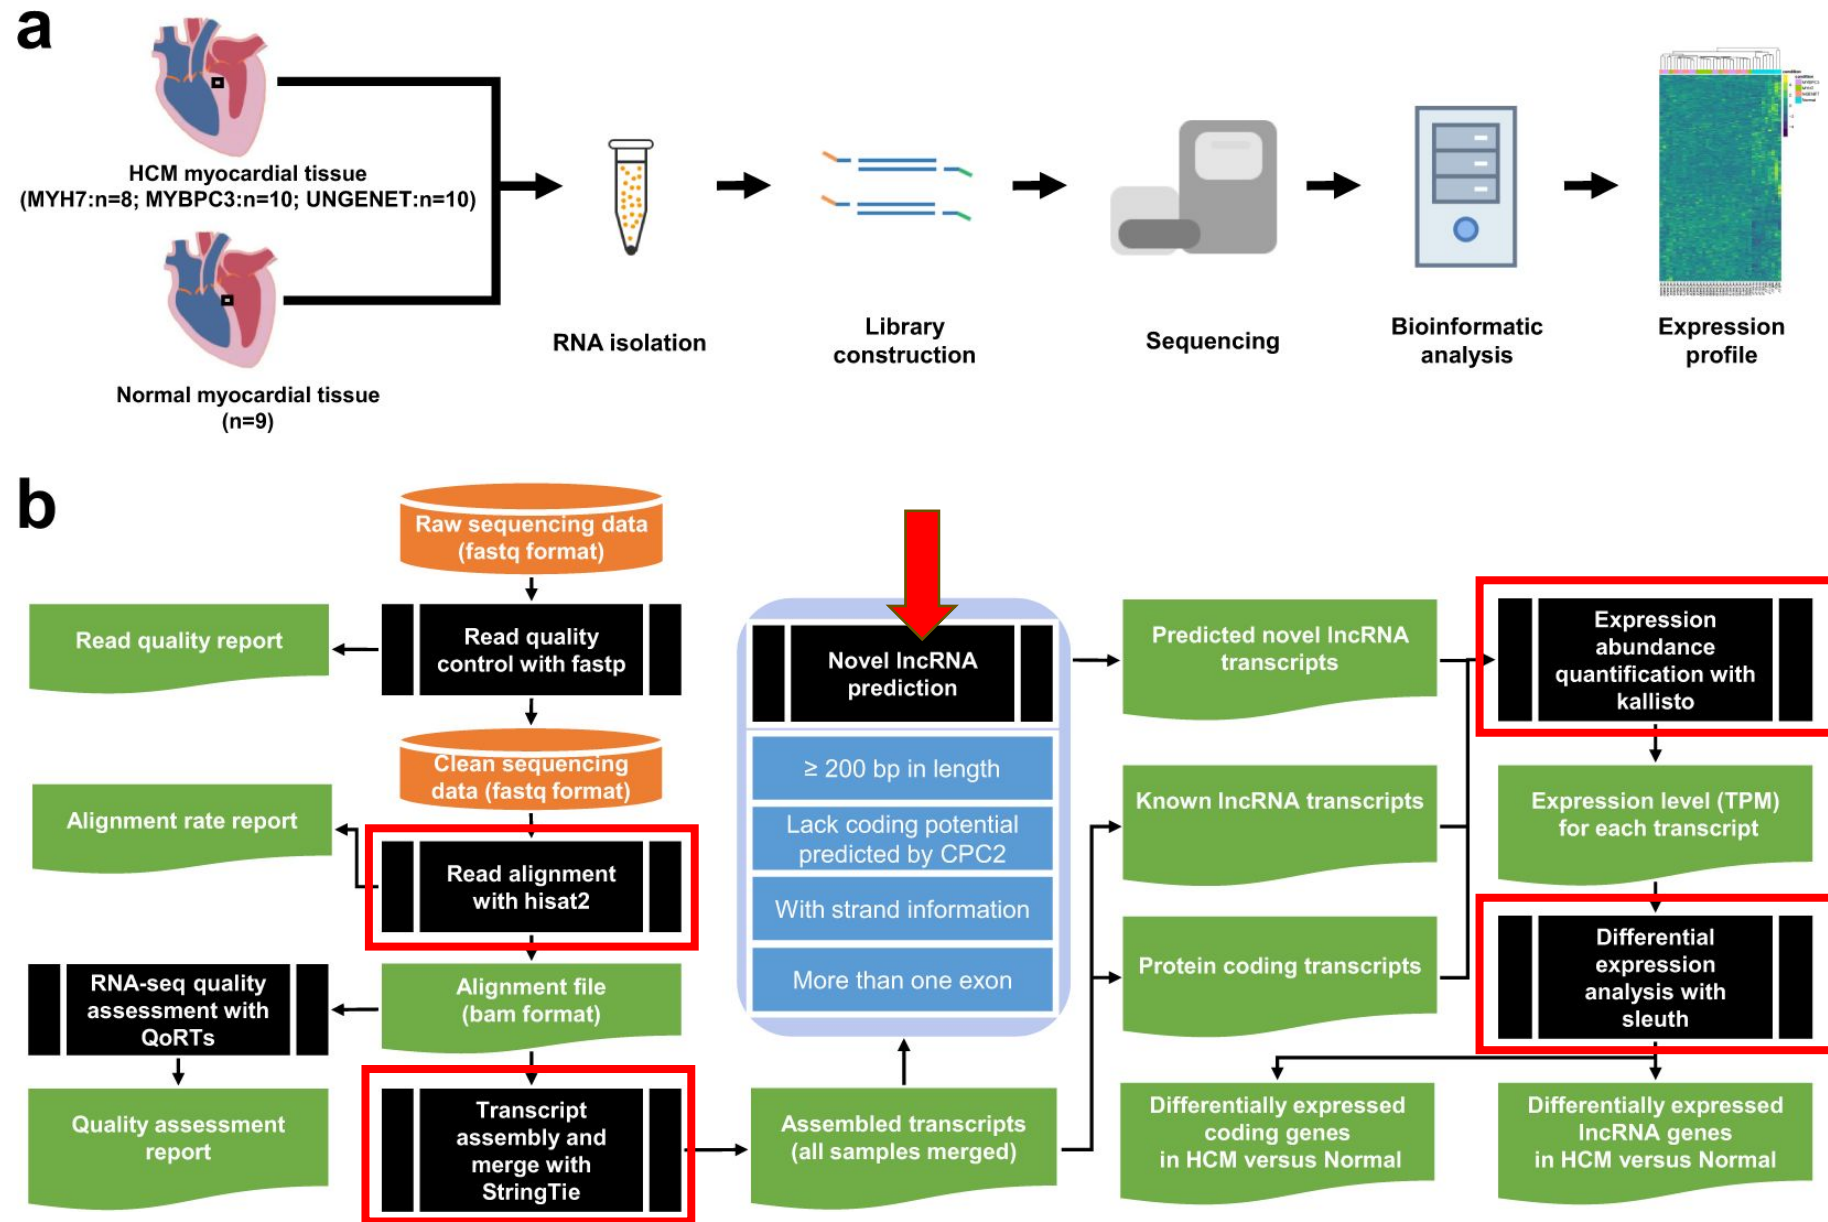 a
HCM myocardial tissue
(MYH7:n=8; MYBPC3:n=10; UNGENET:n=10)
Normal myocardial tissue
(n=9)
RNA isolation
Library
construction
Sequencing
Bioinformatic
analysis
Expression
profile
b
Raw sequencing data
(fastq format)
Read quality report
Read quality
control with fastp
Clean sequencing
data (fastq format)
Alignment rate report
Read alignment
with hisat2
RNA-seq quality
assessment with
QoRTs
Alignment file
(bam format)
Quality assessment
report
Transcript
assembly and
merge with
StringTie
Novel lncRNA
prediction
≥ 200 bp in length
Lack coding potential
predicted by CPC2
With strand information
More than one exon
Assembled transcripts
(all samples merged)
Predicted novel lncRNA
transcripts
Known lncRNA transcripts
Protein coding transcripts
Expression
abundance
quantification with
kallisto
Expression level (TPM)
for each transcript
Differential
expression
analysis with
sleuth
Differentially expressed
coding genes
in HCM versus Normal
Differentially expressed
lncRNA genes
in HCM versus Normal